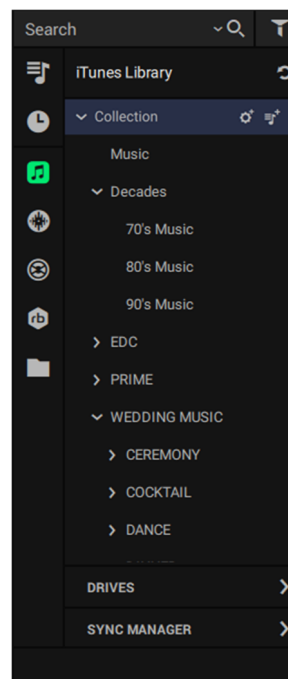 Search
iTunes Library
Collection
Music
Decades
70's Music
80's Music
90's Music
EDC
PRIME
WEDDING MUSIC
CEREMONY
COCKTAIL
DANCE
DRIVES
SYNC MANAGER